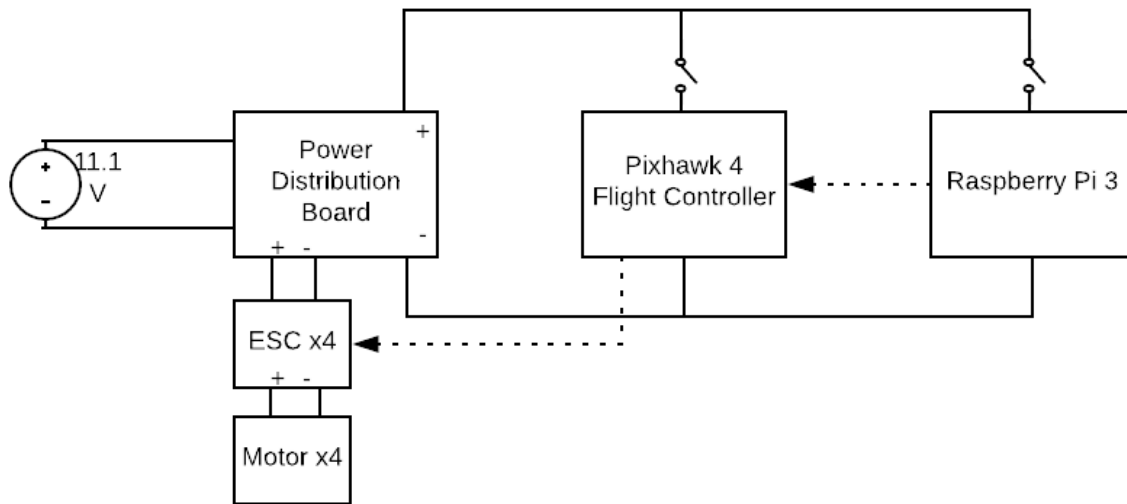 +
11.1
V
-
Power
Distribution
Board
+
-
+ -
Pixhawk 4
Flight Controller
Raspberry Pi 3
ESC x4
+ -
Motor x4